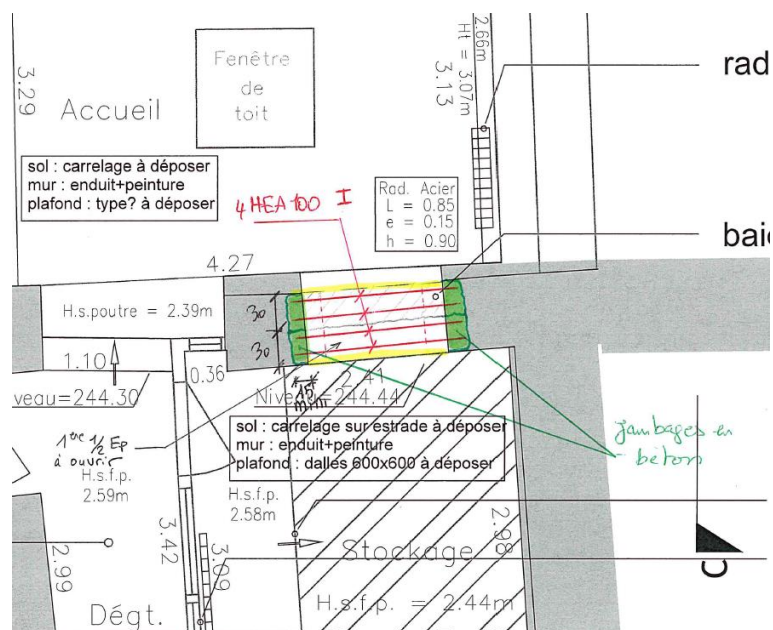 2.66m
Ht = 3.07m
3.13
rad
3.29
Fenêtre
de
toit
Accueil
sol : carrelage à déposer
mur : enduit+peinture
plafond : type? à déposer
4 HEA 100 I
Rad. Acier
L = 0.85
e = 0.15
h = 0.90
baie
4.27
H.s.poutre = 2.39m
30
30
1.10
0.36
2.41
15
mini
veau=244.30
Niveau=244.44
sol : carrelage sur estrade à déposer
mur : enduit+peinture
plafond : dalles 600x600 à déposer
1ère 1/2 Ep
à ouvrir
Jambages en
béton
H.s.f.p.
2.59m
H.s.f.p.
2.58m
3.42
3.09
2.99
2.98
Stockage
H.s.f.p. = 2.44m
Dégt.
C